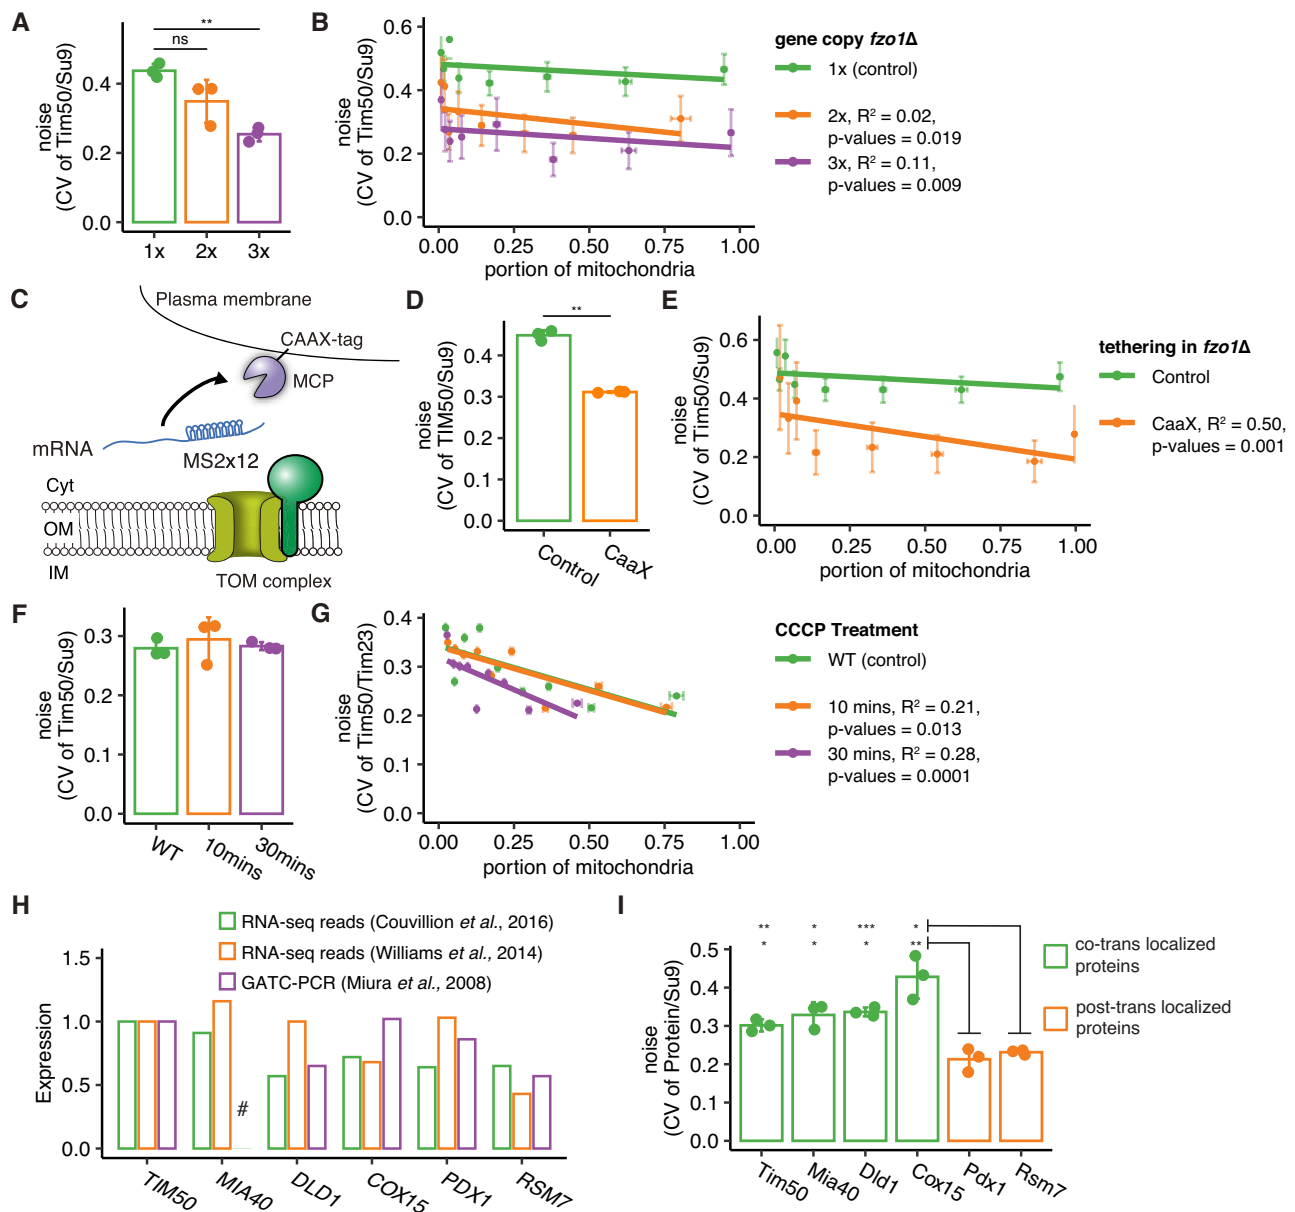 A
noise
(CV of Tim50/Su9)
0.4
0.2
0.0
ns
**
1x
2x
3x
B
noise
(CV of Tim50/Su9)
0.6
0.4
0.2
0.0
0.00
0.25
0.50
0.75
1.00
portion of mitochondria
gene copy fzo1Δ
1x (control)
2x, R² = 0.02,
p-values = 0.019
3x, R² = 0.11,
p-values = 0.009
C
Plasma membrane
CAAX-tag
MCP
mRNA
MS2x12
Cyt
OM
IM
TOM complex
D
noise
(CV of TIM50/Su9)
0.4
0.3
0.2
0.1
0.0
**
Control
CaaX
E
noise
(CV of Tim50/Su9)
0.6
0.4
0.2
0.0
0.00
0.25
0.50
0.75
1.00
portion of mitochondria
tethering in fzo1Δ
Control
CaaX, R² = 0.50,
p-values = 0.001
F
noise
(CV of Tim50/Su9)
0.3
0.2
0.1
0.0
WT
10mins
30mins
G
noise
(CV of Tim50/Tim23)
0.4
0.3
0.2
0.1
0.0
0.00
0.25
0.50
0.75
1.00
portion of mitochondria
CCCP Treatment
WT (control)
10 mins, R² = 0.21,
p-values = 0.013
30 mins, R² = 0.28,
p-values = 0.0001
H
RNA-seq reads (Couvillion et al., 2016)
RNA-seq reads (Williams et al., 2014)
GATC-PCR (Miura et al., 2008)
Expression
1.5
1.0
0.5
0.0
#
TIM50
MIA40
DLD1
COX15
PDX1
RSM7
I
noise
(CV of Protein/Su9)
0.5
0.4
0.3
0.2
0.1
0.0
** * *** *
* * * **
Tim50
Mia40
Dld1
Cox15
Pdx1
Rsm7
co-trans localized
proteins
post-trans localized
proteins